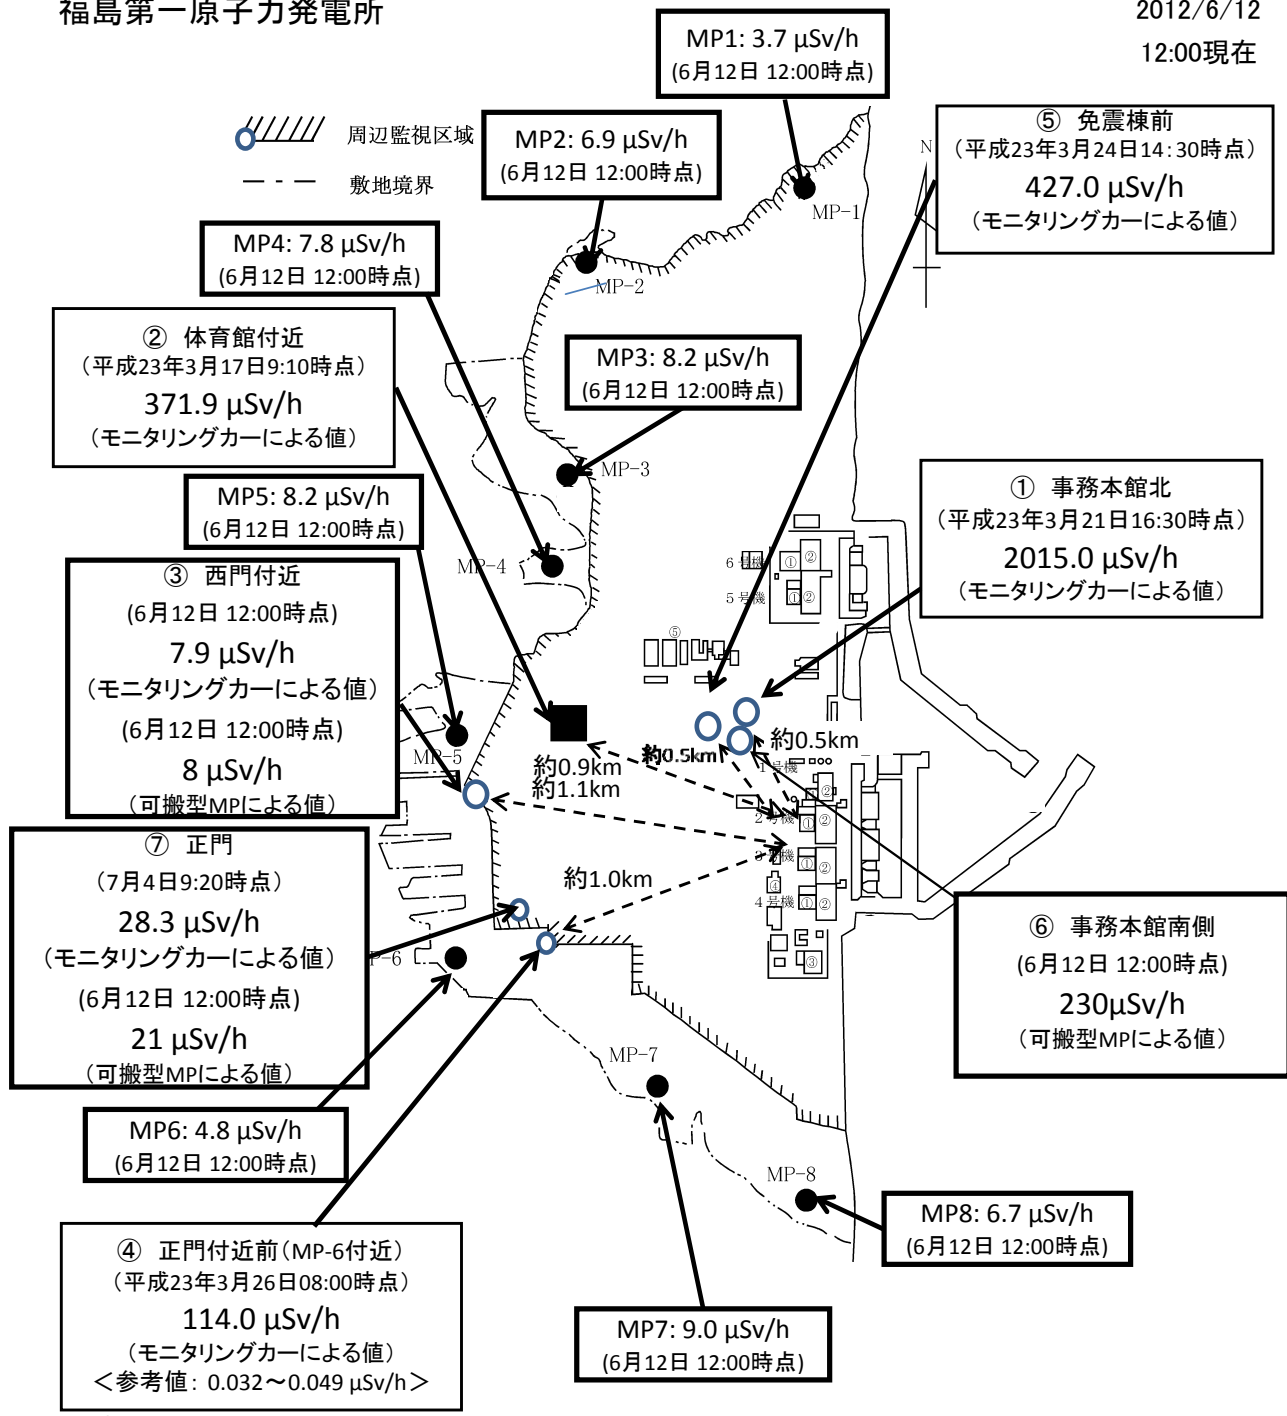 福島第一原子力発電所
2012/6/12
12:00現在
MP1: 3.7 μSv/h
(6月12日 12:00時点)
周辺監視区域
敷地境界
MP2: 6.9 μSv/h
(6月12日 12:00時点)
⑤ 免震棟前
(平成23年3月24日14:30時点)
427.0 μSv/h
(モニタリングカーによる値)
N
MP-1
MP4: 7.8 μSv/h
(6月12日 12:00時点)
MP-2
② 体育館付近
(平成23年3月17日9:10時点)
371.9 μSv/h
(モニタリングカーによる値)
MP3: 8.2 μSv/h
(6月12日 12:00時点)
MP-3
MP5: 8.2 μSv/h
(6月12日 12:00時点)
① 事務本館北
(平成23年3月21日16:30時点)
2015.0 μSv/h
(モニタリングカーによる値)
MP-4
6号機 ① ②
5号機 ① ②
③ 西門付近
(6月12日 12:00時点)
7.9 μSv/h
(モニタリングカーによる値)
(6月12日 12:00時点)
8 μSv/h
(可搬型MPによる値)
⑤
MP-5
約0.9km
約1.1km
約0.5km
約0.5km
1号機 ②
2号機 ① ②
3号機 ① ②
④
4号機 ① ②
③
約1.0km
⑦ 正門
(7月4日9:20時点)
28.3 μSv/h
(モニタリングカーによる値)
(6月12日 12:00時点)
21 μSv/h
(可搬型MPによる値)
P-6
⑥ 事務本館南側
(6月12日 12:00時点)
230μSv/h
(可搬型MPによる値)
MP-7
MP6: 4.8 μSv/h
(6月12日 12:00時点)
MP-8
MP8: 6.7 μSv/h
(6月12日 12:00時点)
④ 正門付近前(MP-6付近)
(平成23年3月26日08:00時点)
114.0 μSv/h
(モニタリングカーによる値)
<参考値: 0.032~0.049 μSv/h>
MP7: 9.0 μSv/h
(6月12日 12:00時点)